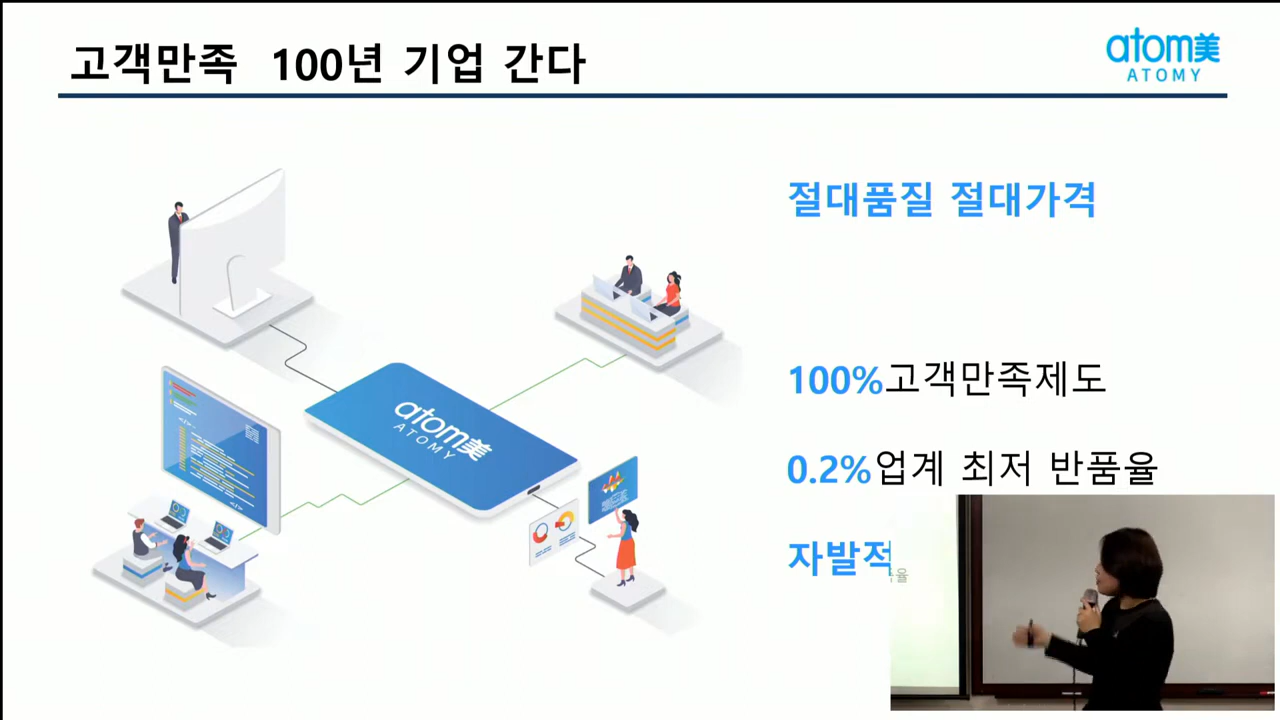 고객만족 100년 기업 간다
atom美
ATOMY
절대품질 절대가격
100%고객만족제도
0.2%업계 최저 반품율
자발적
율
atom美
ATOMY